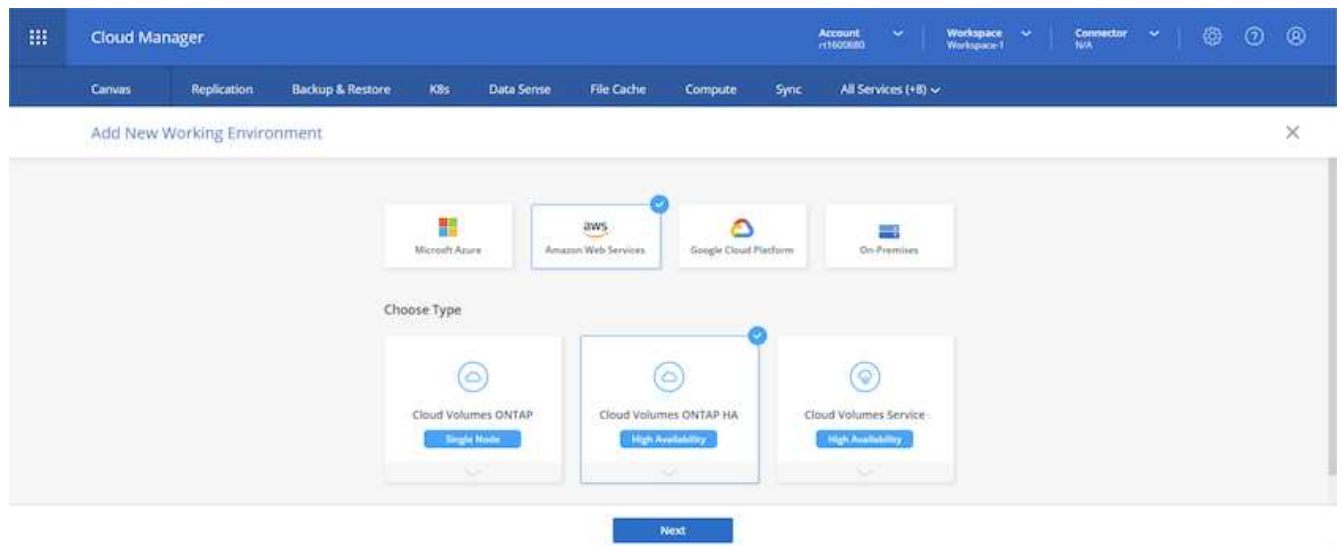 Cloud Manager
Account
rt1600680
Workspace
Workspace-1
Connector
N/A
Canvas
Replication
Backup & Restore
K8s
Data Sense
File Cache
Compute
Sync
All Services (+8)
Add New Working Environment
Microsoft Azure
aws
Amazon Web Services
Google Cloud Platform
On-Premises
Choose Type
Cloud Volumes ONTAP
Single Node
Cloud Volumes ONTAP HA
High Availability
Cloud Volumes Service
High Availability
Next